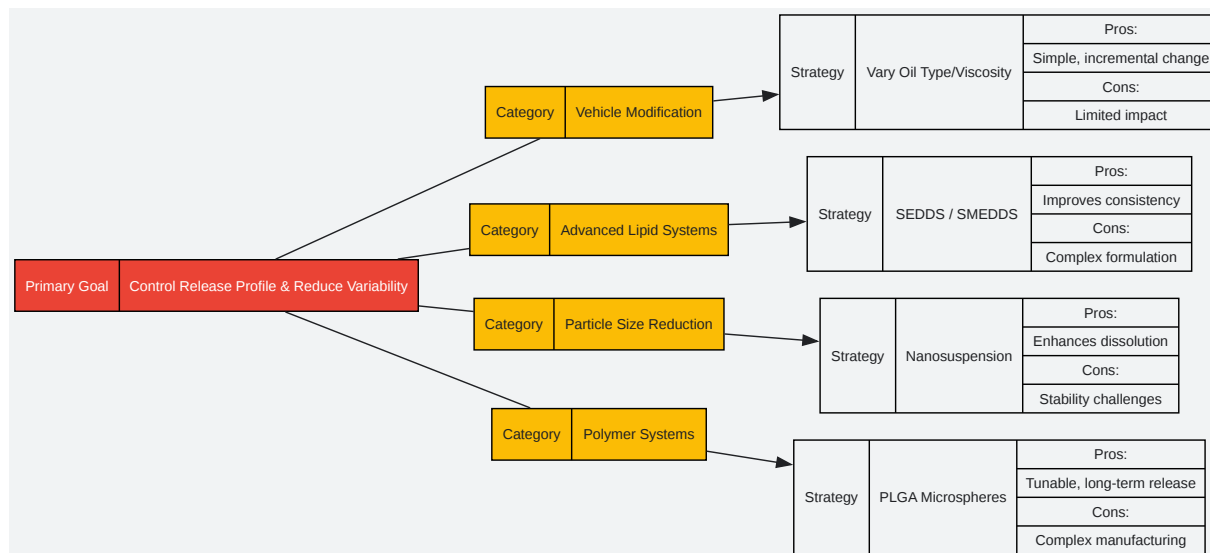 Primary Goal
Control Release Profile & Reduce Variability
Category
Vehicle Modification
Strategy
Vary Oil Type/Viscosity
Pros:
Simple, incremental change
Cons:
Limited impact
Category
Advanced Lipid Systems
Strategy
SEDDS / SMEDDS
Pros:
Improves consistency
Cons:
Complex formulation
Category
Particle Size Reduction
Strategy
Nanosuspension
Pros:
Enhances dissolution
Cons:
Stability challenges
Category
Polymer Systems
Strategy
PLGA Microspheres
Pros:
Tunable, long-term release
Cons:
Complex manufacturing